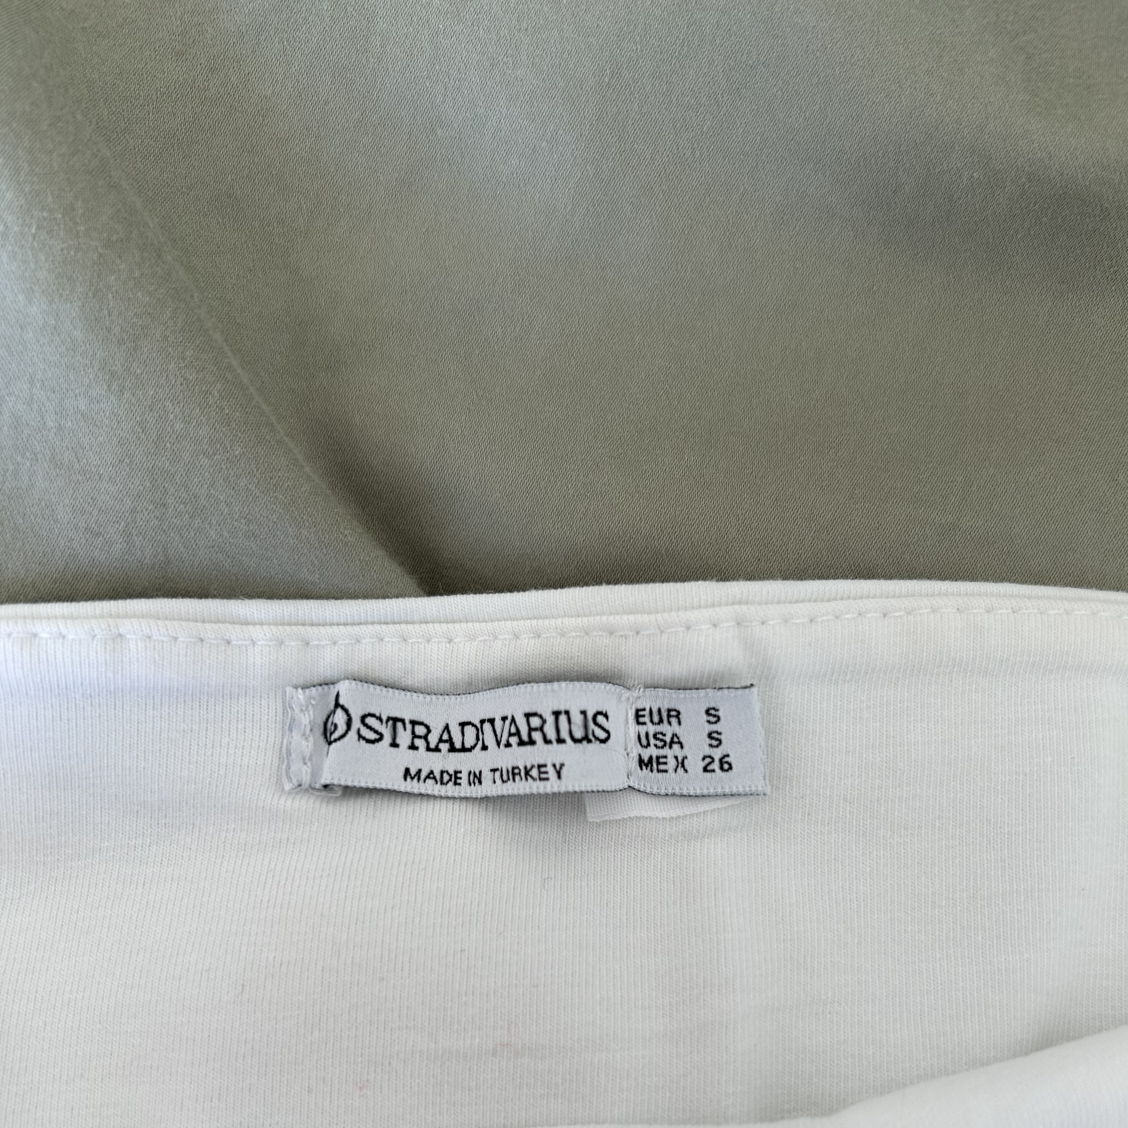 STRADIVARIUS
MADE IN TURKEY
EUR S
USA S
MEX 26